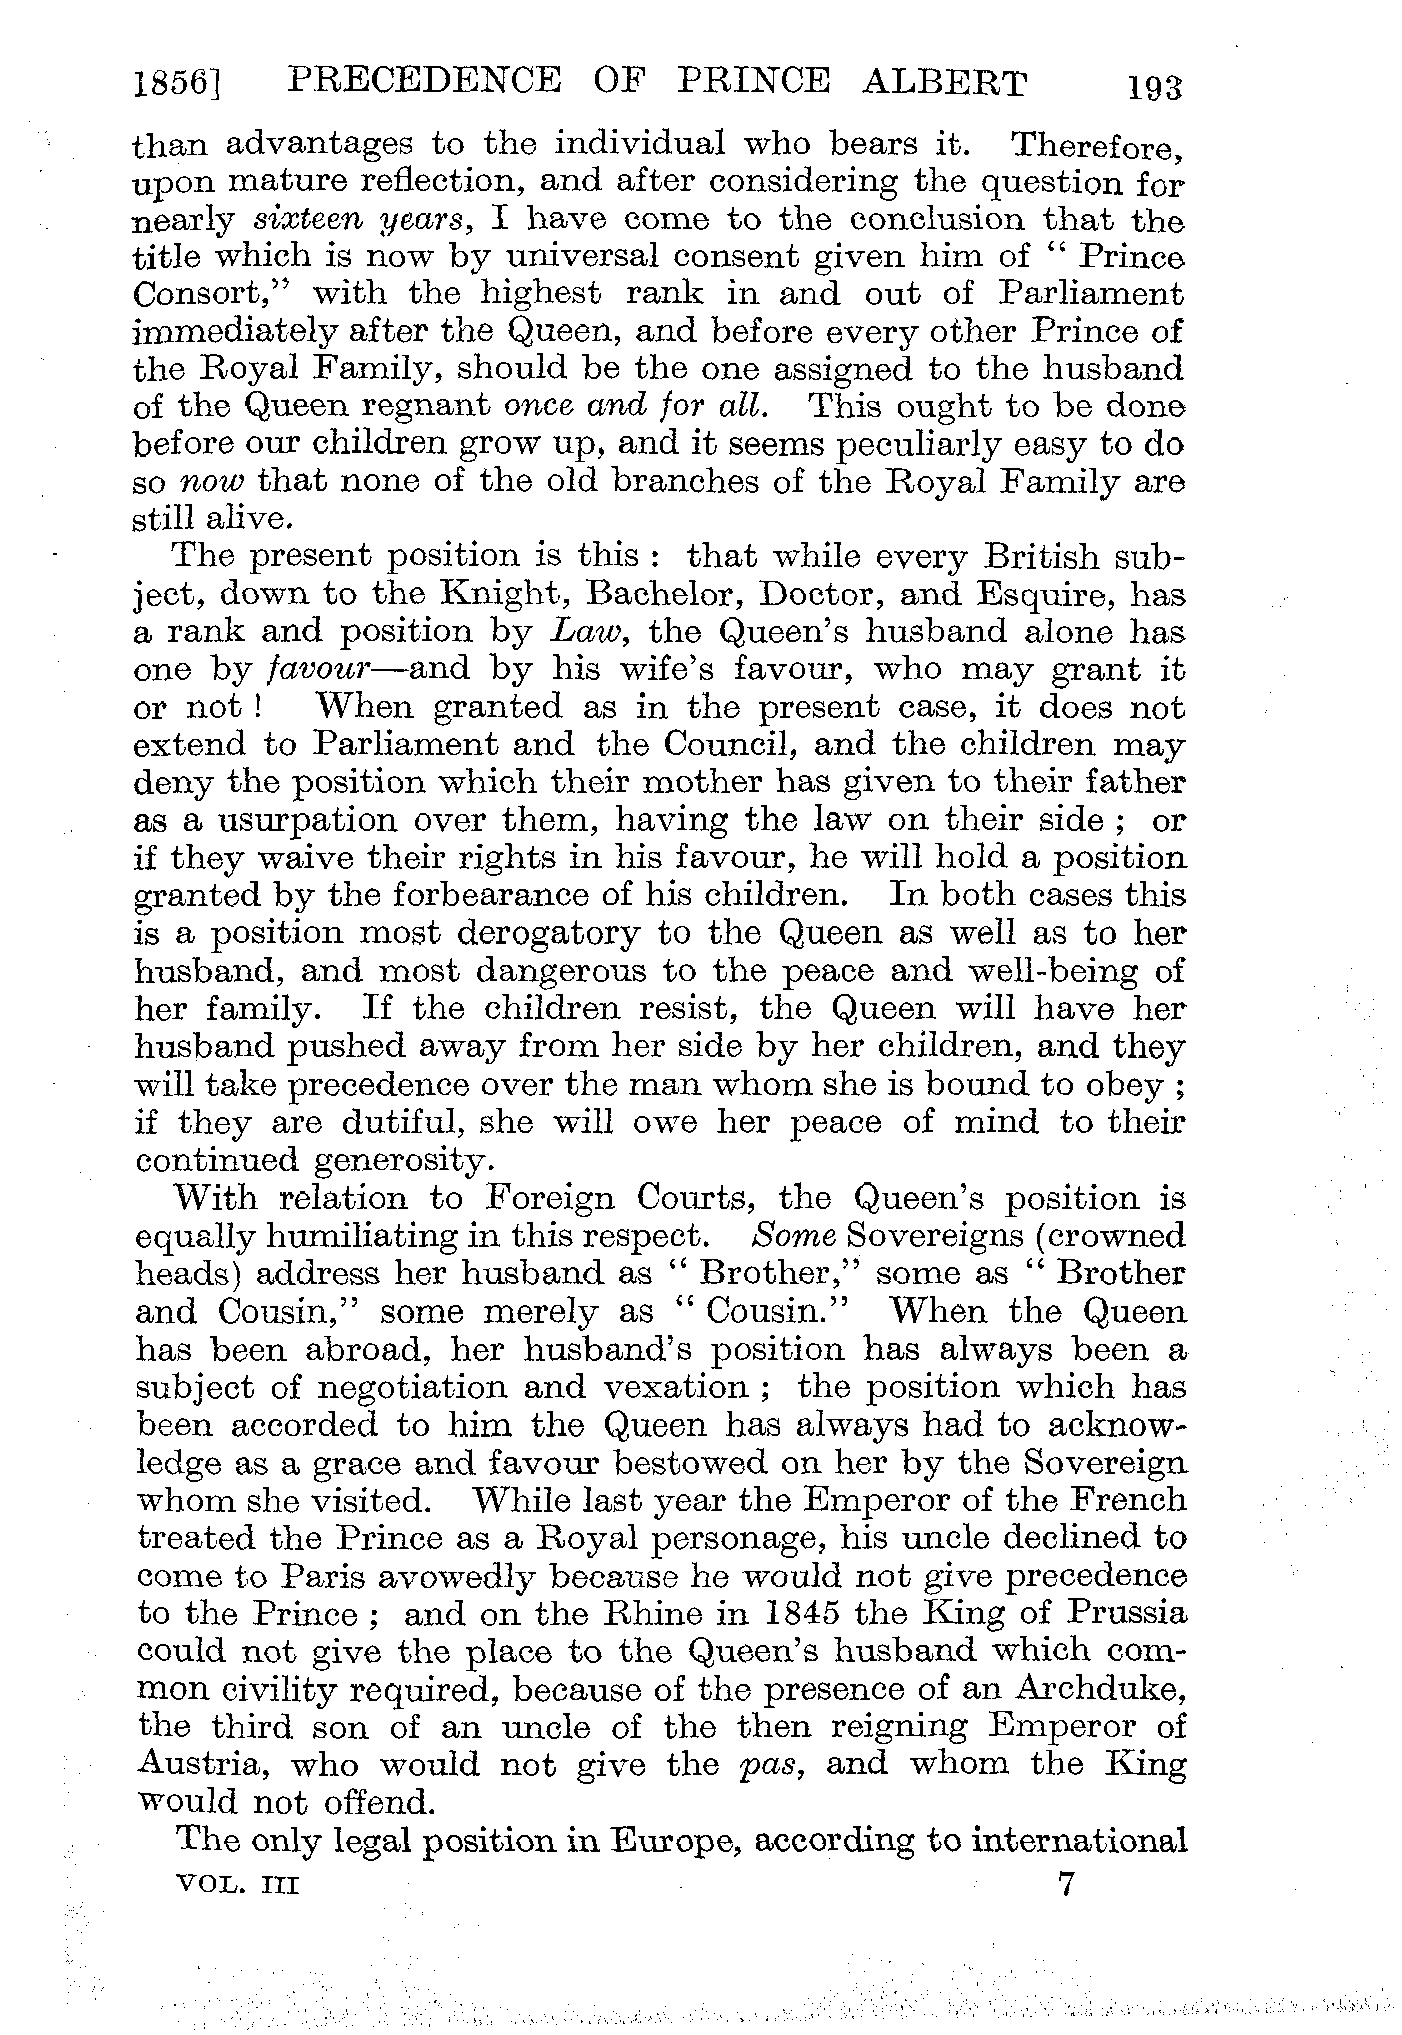 1856] PRECEDENCE OF PRINCE ALBERT 193
than advantages to the individual who bears it. Therefore,
upon mature reflection, and after considering the question for
nearly sixteen years, I have come to the conclusion that the
title which is now by universal consent given him of “ Prince
Consort,” with the highest rank in and out of Parliament
immediately after the Queen, and before every other Prince of
the Royal Family, should be the one assigned to the husband
of the Queen regnant once and for all. This ought to be done
before our children grow up, and it seems peculiarly easy to do
so now that none of the old branches of the Royal Family are
still alive.
The present position is this : that while every British sub-
ject, down to the Knight, Bachelor, Doctor, and Esquire, has
a rank and position by Law, the Queen's husband alone has
one by favour—and by his wife's favour, who may grant it
or not ! When granted as in the present case, it does not
extend to Parliament and the Council, and the children may
deny the position which their mother has given to their father
as a usurpation over them, having the law on their side ; or
if they waive their rights in his favour, he will hold a position
granted by the forbearance of his children. In both cases this
is a position most derogatory to the Queen as well as to her
husband, and most dangerous to the peace and well-being of
her family. If the children resist, the Queen will have her
husband pushed away from her side by her children, and they
will take precedence over the man whom she is bound to obey ;
if they are dutiful, she will owe her peace of mind to their
continued generosity.
With relation to Foreign Courts, the Queen's position is
equally humiliating in this respect. Some Sovereigns (crowned
heads) address her husband as “ Brother,” some as “ Brother
and Cousin,” some merely as “ Cousin.” When the Queen
has been abroad, her husband's position has always been a
subject of negotiation and vexation ; the position which has
been accorded to him the Queen has always had to acknow-
ledge as a grace and favour bestowed on her by the Sovereign
whom she visited. While last year the Emperor of the French
treated the Prince as a Royal personage, his uncle declined to
come to Paris avowedly because he would not give precedence
to the Prince ; and on the Rhine in 1845 the King of Prussia
could not give the place to the Queen's husband which com-
mon civility required, because of the presence of an Archduke,
the third son of an uncle of the then reigning Emperor of
Austria, who would not give the pas, and whom the King
would not offend.
The only legal position in Europe, according to international
VOL. III 7